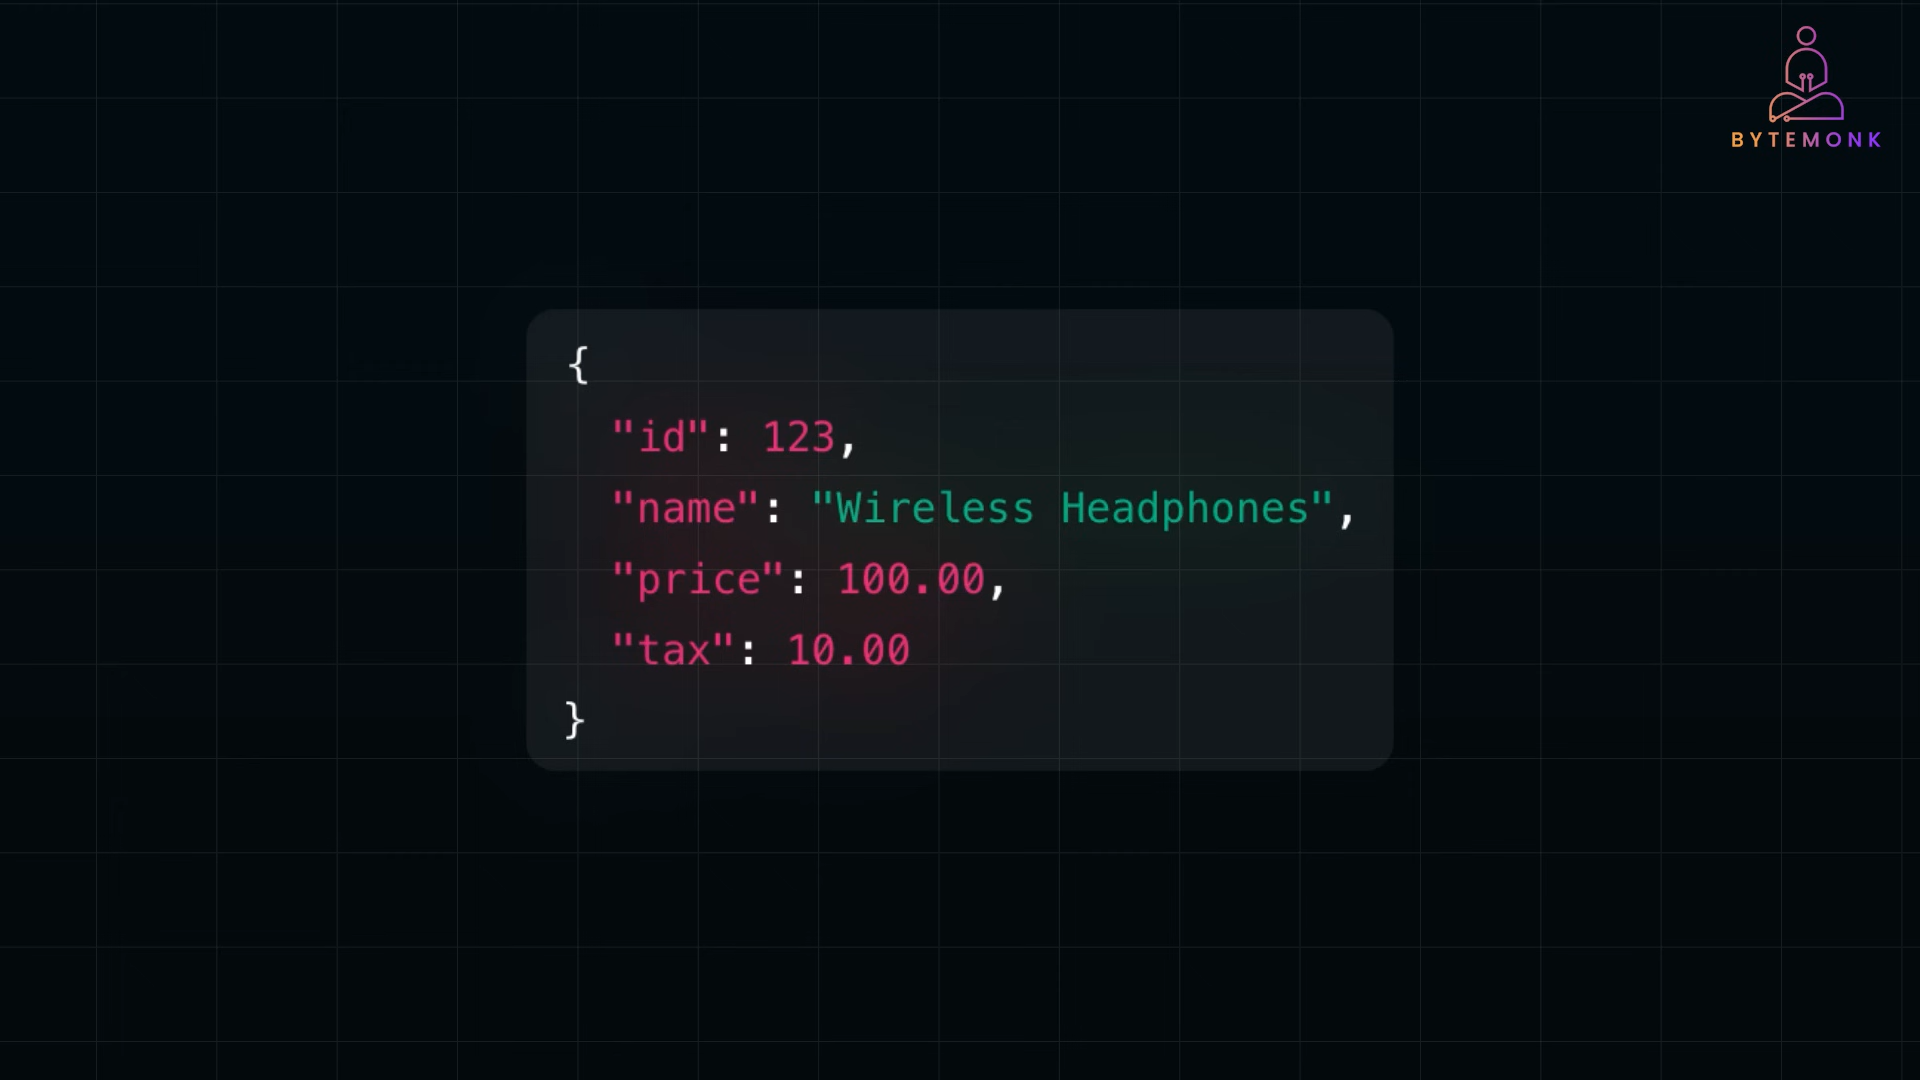 BYTEMONK
{
"id": 123,
"name": "Wireless Headphones",
"price": 100.00,
"tax": 10.00
}